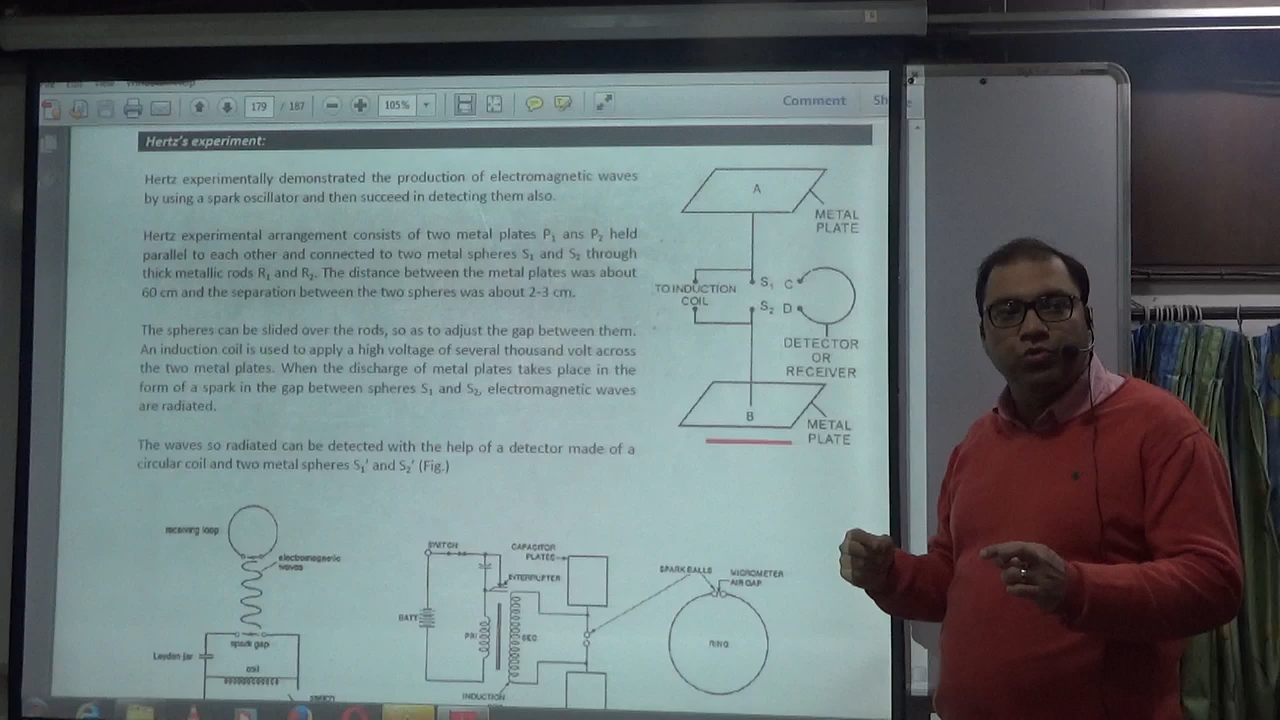 179 / 187
105%
Comment
Sh
Hertz's experiment:
Hertz experimentally demonstrated the production of electromagnetic waves
by using a spark oscillator and then succeed in detecting them also.
Hertz experimental arrangement consists of two metal plates P₁ ans P₂ held
parallel to each other and connected to two metal spheres S₁ and S₂ through
thick metallic rods R₁ and R₂. The distance between the metal plates was about
60 cm and the separation between the two spheres was about 2-3 cm.
The spheres can be slided over the rods, so as to adjust the gap between them.
An induction coil is used to apply a high voltage of several thousand volt across
the two metal plates. When the discharge of metal plates takes place in the
form of a spark in the gap between spheres S₁ and S₂, electromagnetic waves
are radiated.
The waves so radiated can be detected with the help of a detector made of a
circular coil and two metal spheres S₁' and S₂' (Fig.)
A
METAL
PLATE
TO INDUCTION
COIL
S₁ C
S₂ D
DETECTOR
OR
RECEIVER
B
METAL
PLATE
receiving loop
electromagnetic
waves
spark gap
Leyden jar
coil
SWITCH
CAPACITOR
PLATES
INTERRUPTER
BATT
PRI
SEC
INDUCTION
SPARK BALLS
MICROMETER
AIR GAP
RING